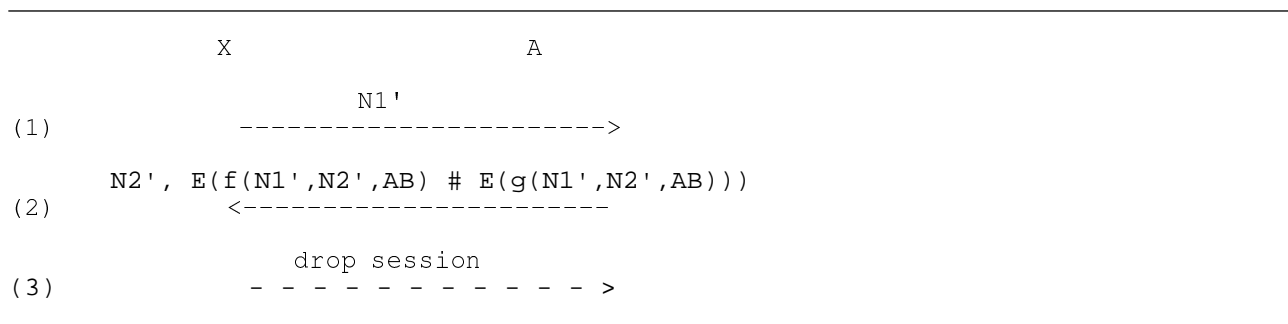 X A
N1'
(1) ----------------------->
N2', E(f(N1',N2',AB) # E(g(N1',N2',AB)))
(2) <-----------------------
drop session
(3) - - - - - - - - - - - >